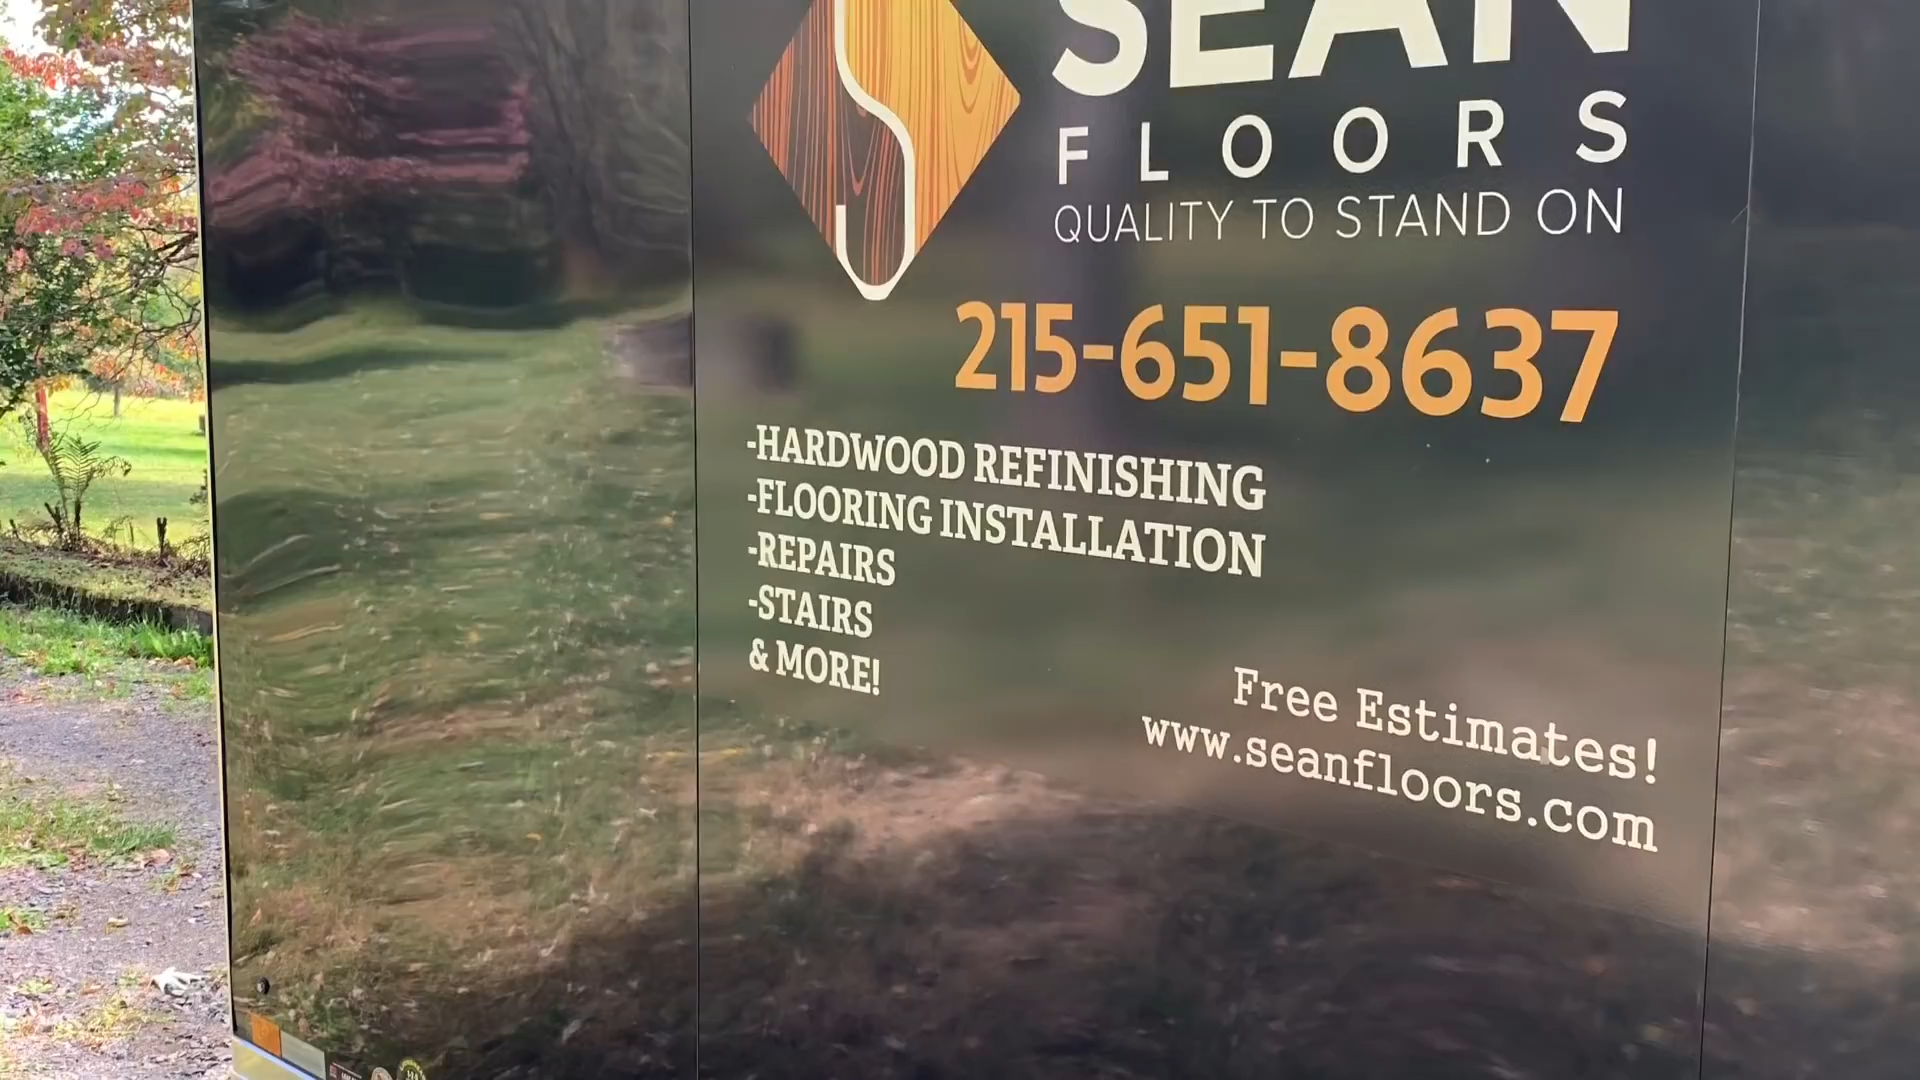 SEAN
FLOORS
QUALITY TO STAND ON
215-651-8637
-HARDWOOD REFINISHING
-FLOORING INSTALLATION
-REPAIRS
-STAIRS
& MORE!
Free Estimates!
www.seanfloors.com